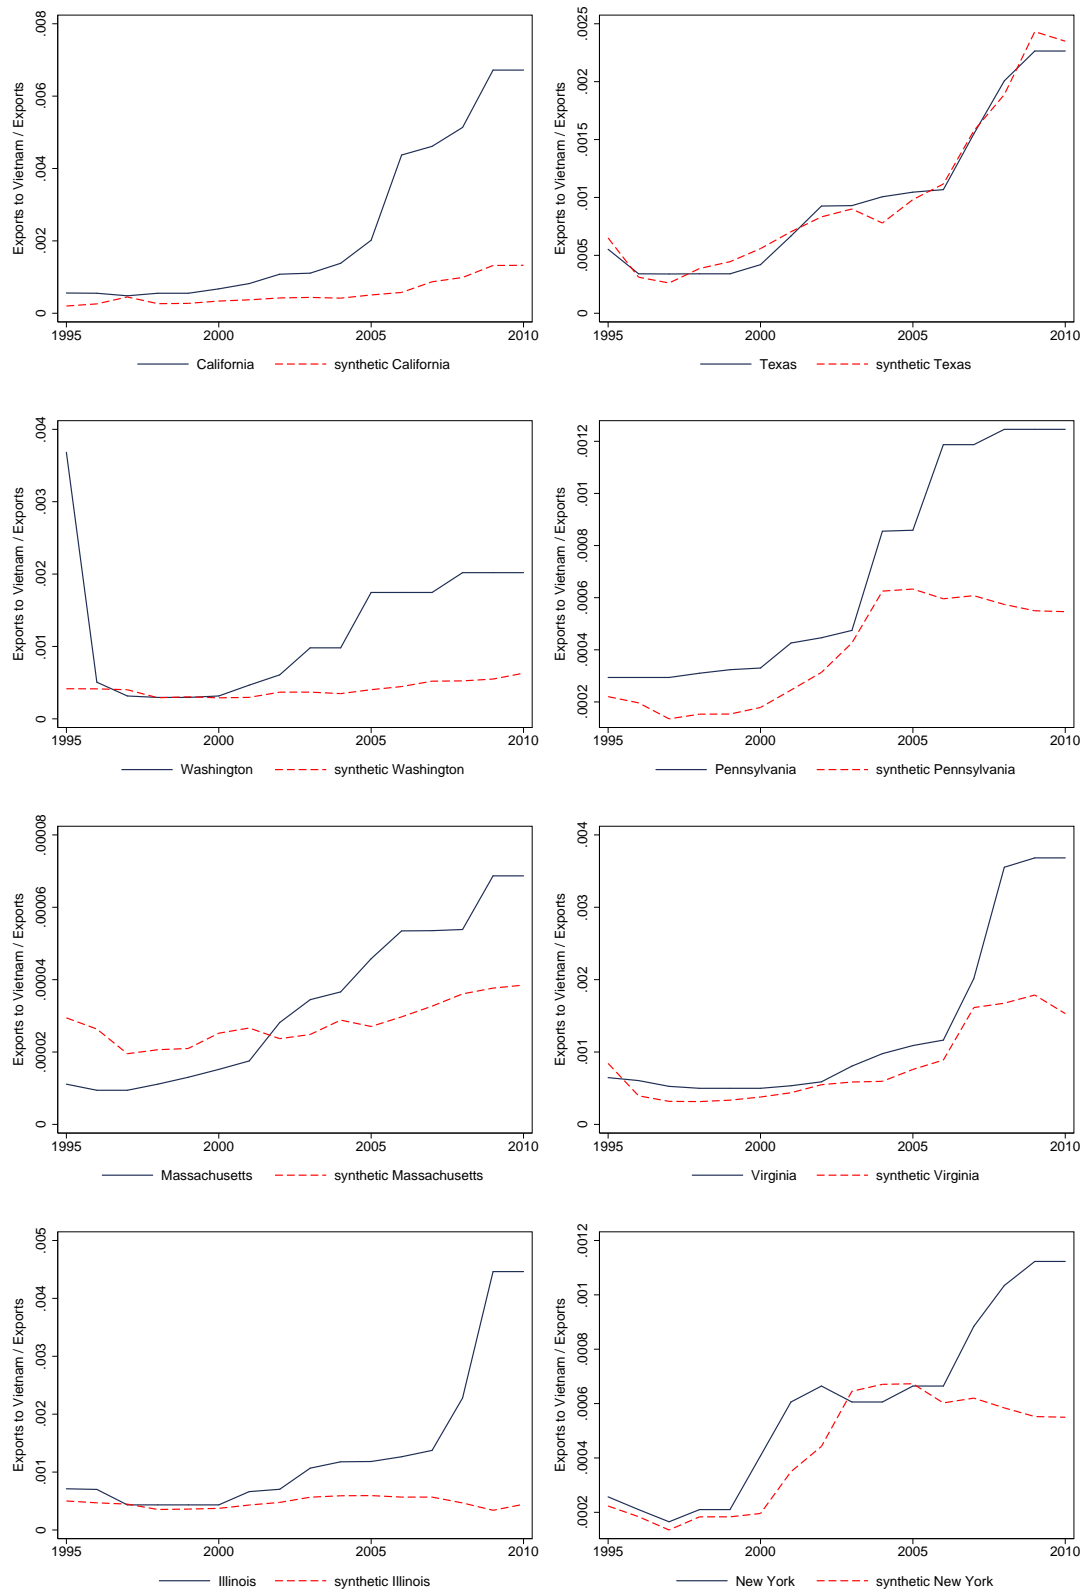 Exports to Vietnam / Exports
.008
.006
.004
.002
0
1995 2000 2005 2010
California synthetic California
Exports to Vietnam / Exports
.0025
.002
.0015
.001
.0005
0
1995 2000 2005 2010
Texas synthetic Texas
Exports to Vietnam / Exports
.004
.003
.002
.001
0
1995 2000 2005 2010
Washington synthetic Washington
Exports to Vietnam / Exports
.0012
.001
.0008
.0006
.0004
.0002
1995 2000 2005 2010
Pennsylvania synthetic Pennsylvania
Exports to Vietnam / Exports
.00008
.00006
.00004
.00002
0
1995 2000 2005 2010
Massachusetts synthetic Massachusetts
Exports to Vietnam / Exports
.004
.003
.002
.001
0
1995 2000 2005 2010
Virginia synthetic Virginia
Exports to Vietnam / Exports
.005
.004
.003
.002
.001
0
1995 2000 2005 2010
Illinois synthetic Illinois
Exports to Vietnam / Exports
.0012
.001
.0008
.0006
.0004
.0002
1995 2000 2005 2010
New York synthetic New York